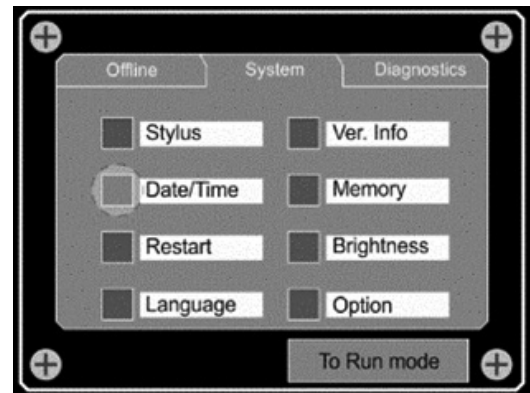 Offline System Diagnostics
Stylus Ver. Info
Date/Time Memory
Restart Brightness
Language Option
To Run mode